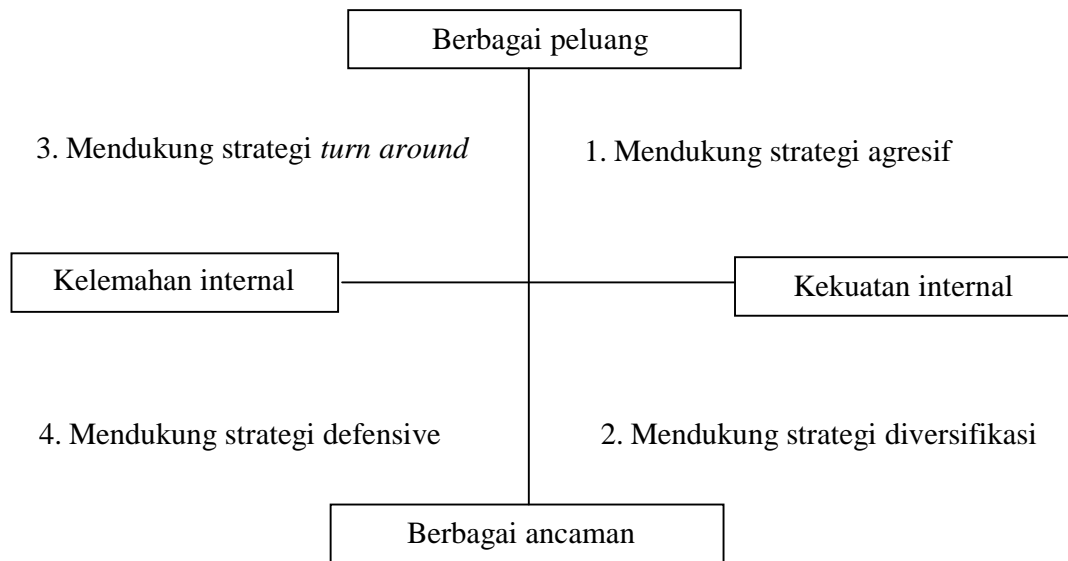 Berbagai peluang
3. Mendukung strategi turn around
1. Mendukung strategi agresif
Kelemahan internal
Kekuatan internal
4. Mendukung strategi defensive
2. Mendukung strategi diversifikasi
Berbagai ancaman